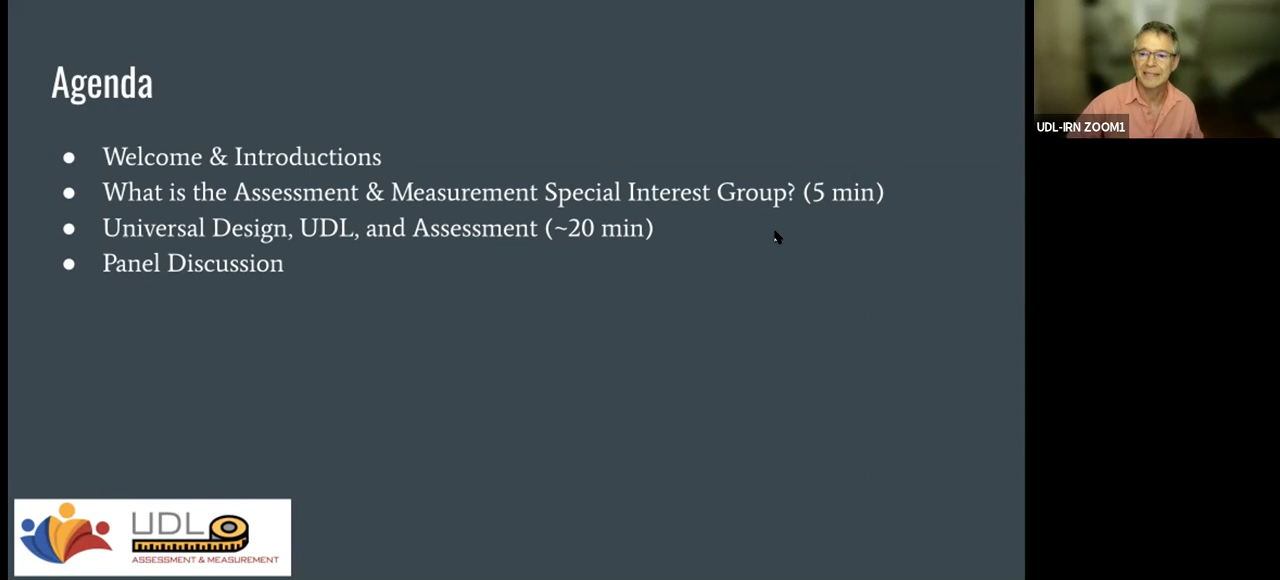 Agenda
● Welcome & Introductions
● What is the Assessment & Measurement Special Interest Group? (5 min)
● Universal Design, UDL, and Assessment (~20 min)
● Panel Discussion
UDL-IRN ZOOM1
UDL
ASSESSMENT & MEASUREMENT